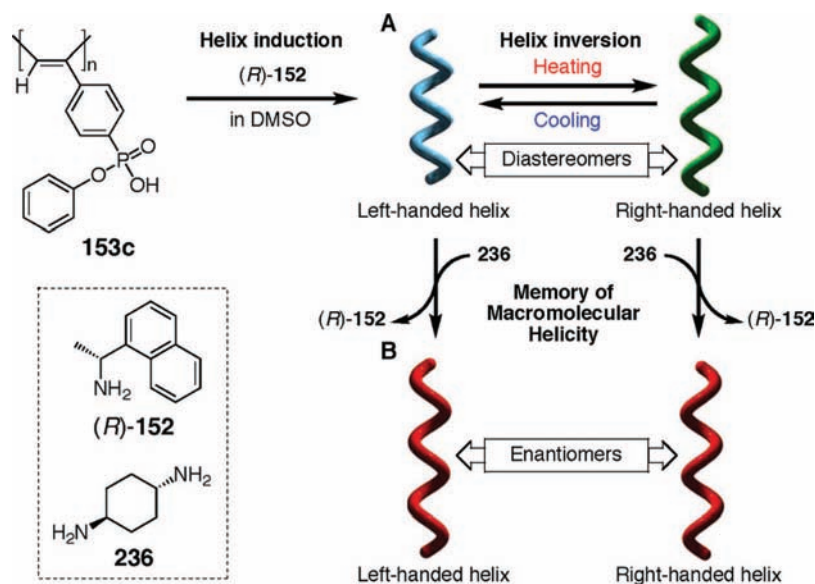 A
Helix induction
(R)-152
in DMSO
Helix inversion
Heating
Cooling
n
H
P
O
O
OH
153c
Diastereomers
Left-handed helix
Right-handed helix
236
236
(R)-152
Memory of
Macromolecular
Helicity
(R)-152
B
NH2
(R)-152
NH2
H2N
236
Enantiomers
Left-handed helix
Right-handed helix